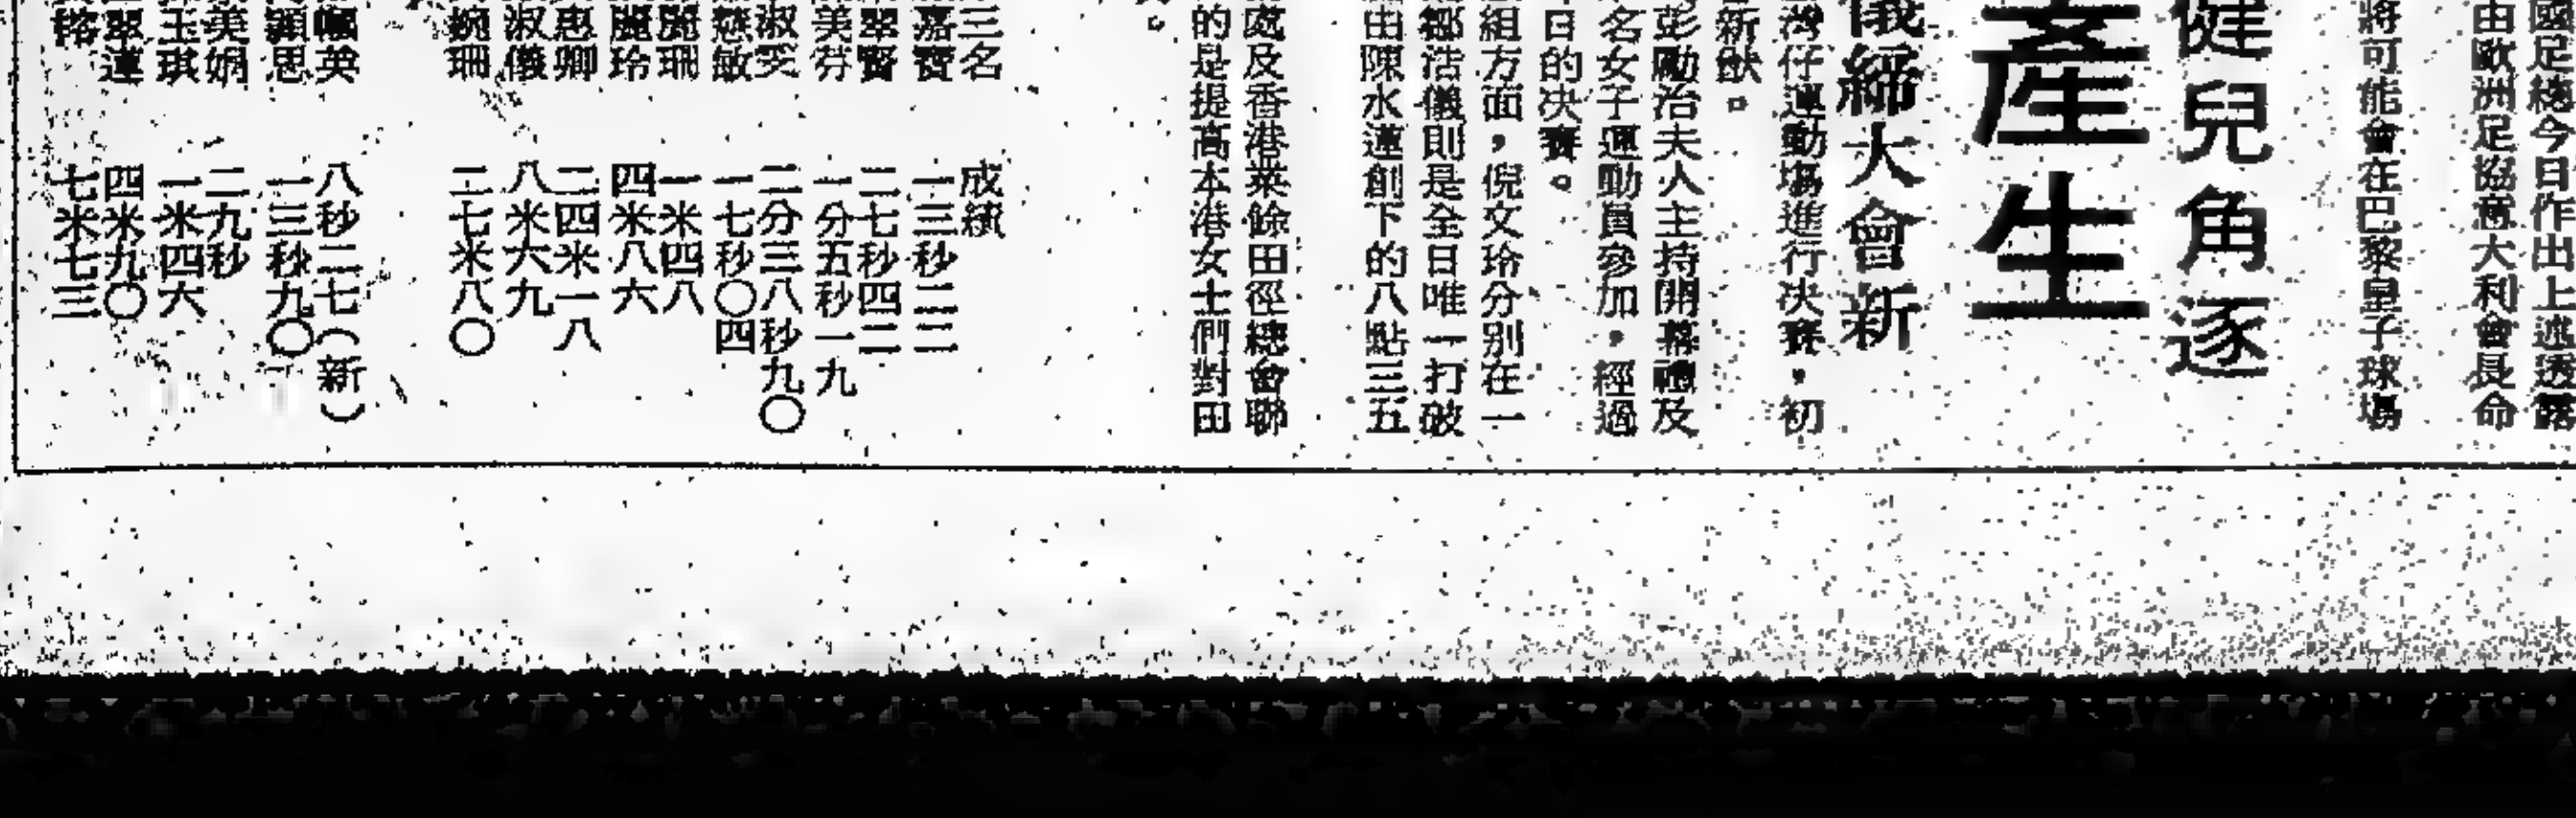 國足總今日作出上述透露
由歐洲足協意大利會長命
將可能會在巴黎皇子球場
健兒角逐
產生
儀締大會新
灣仔運動塲進行决賽，初
新猷。
彭勵治夫人主持開幕禮及
名女子運動員參加，經過
日的决賽。
組方面，倪文玲分別在一
鄒浩儀則是全日唯一打破
由陳水蓮創下的八點三五
處及香港業餘田徑總會聯
的是提高本港女士們對田
三名　成績
嘉寶　一三秒二三
翠賢　二七秒四二
美芬　一分五秒一九
淑雯　二分三八秒九〇
慧敏　一七秒〇四
麗珊　一米四八
麗玲　四米八六
惠卿　二四米一八
淑儀　八米六九
婉珊　二七米八〇
英　八秒二七（新）
穎思　一三秒九〇
美娟　二九秒
玉琪　一米四六
翠蓮　四米九〇
七米七三